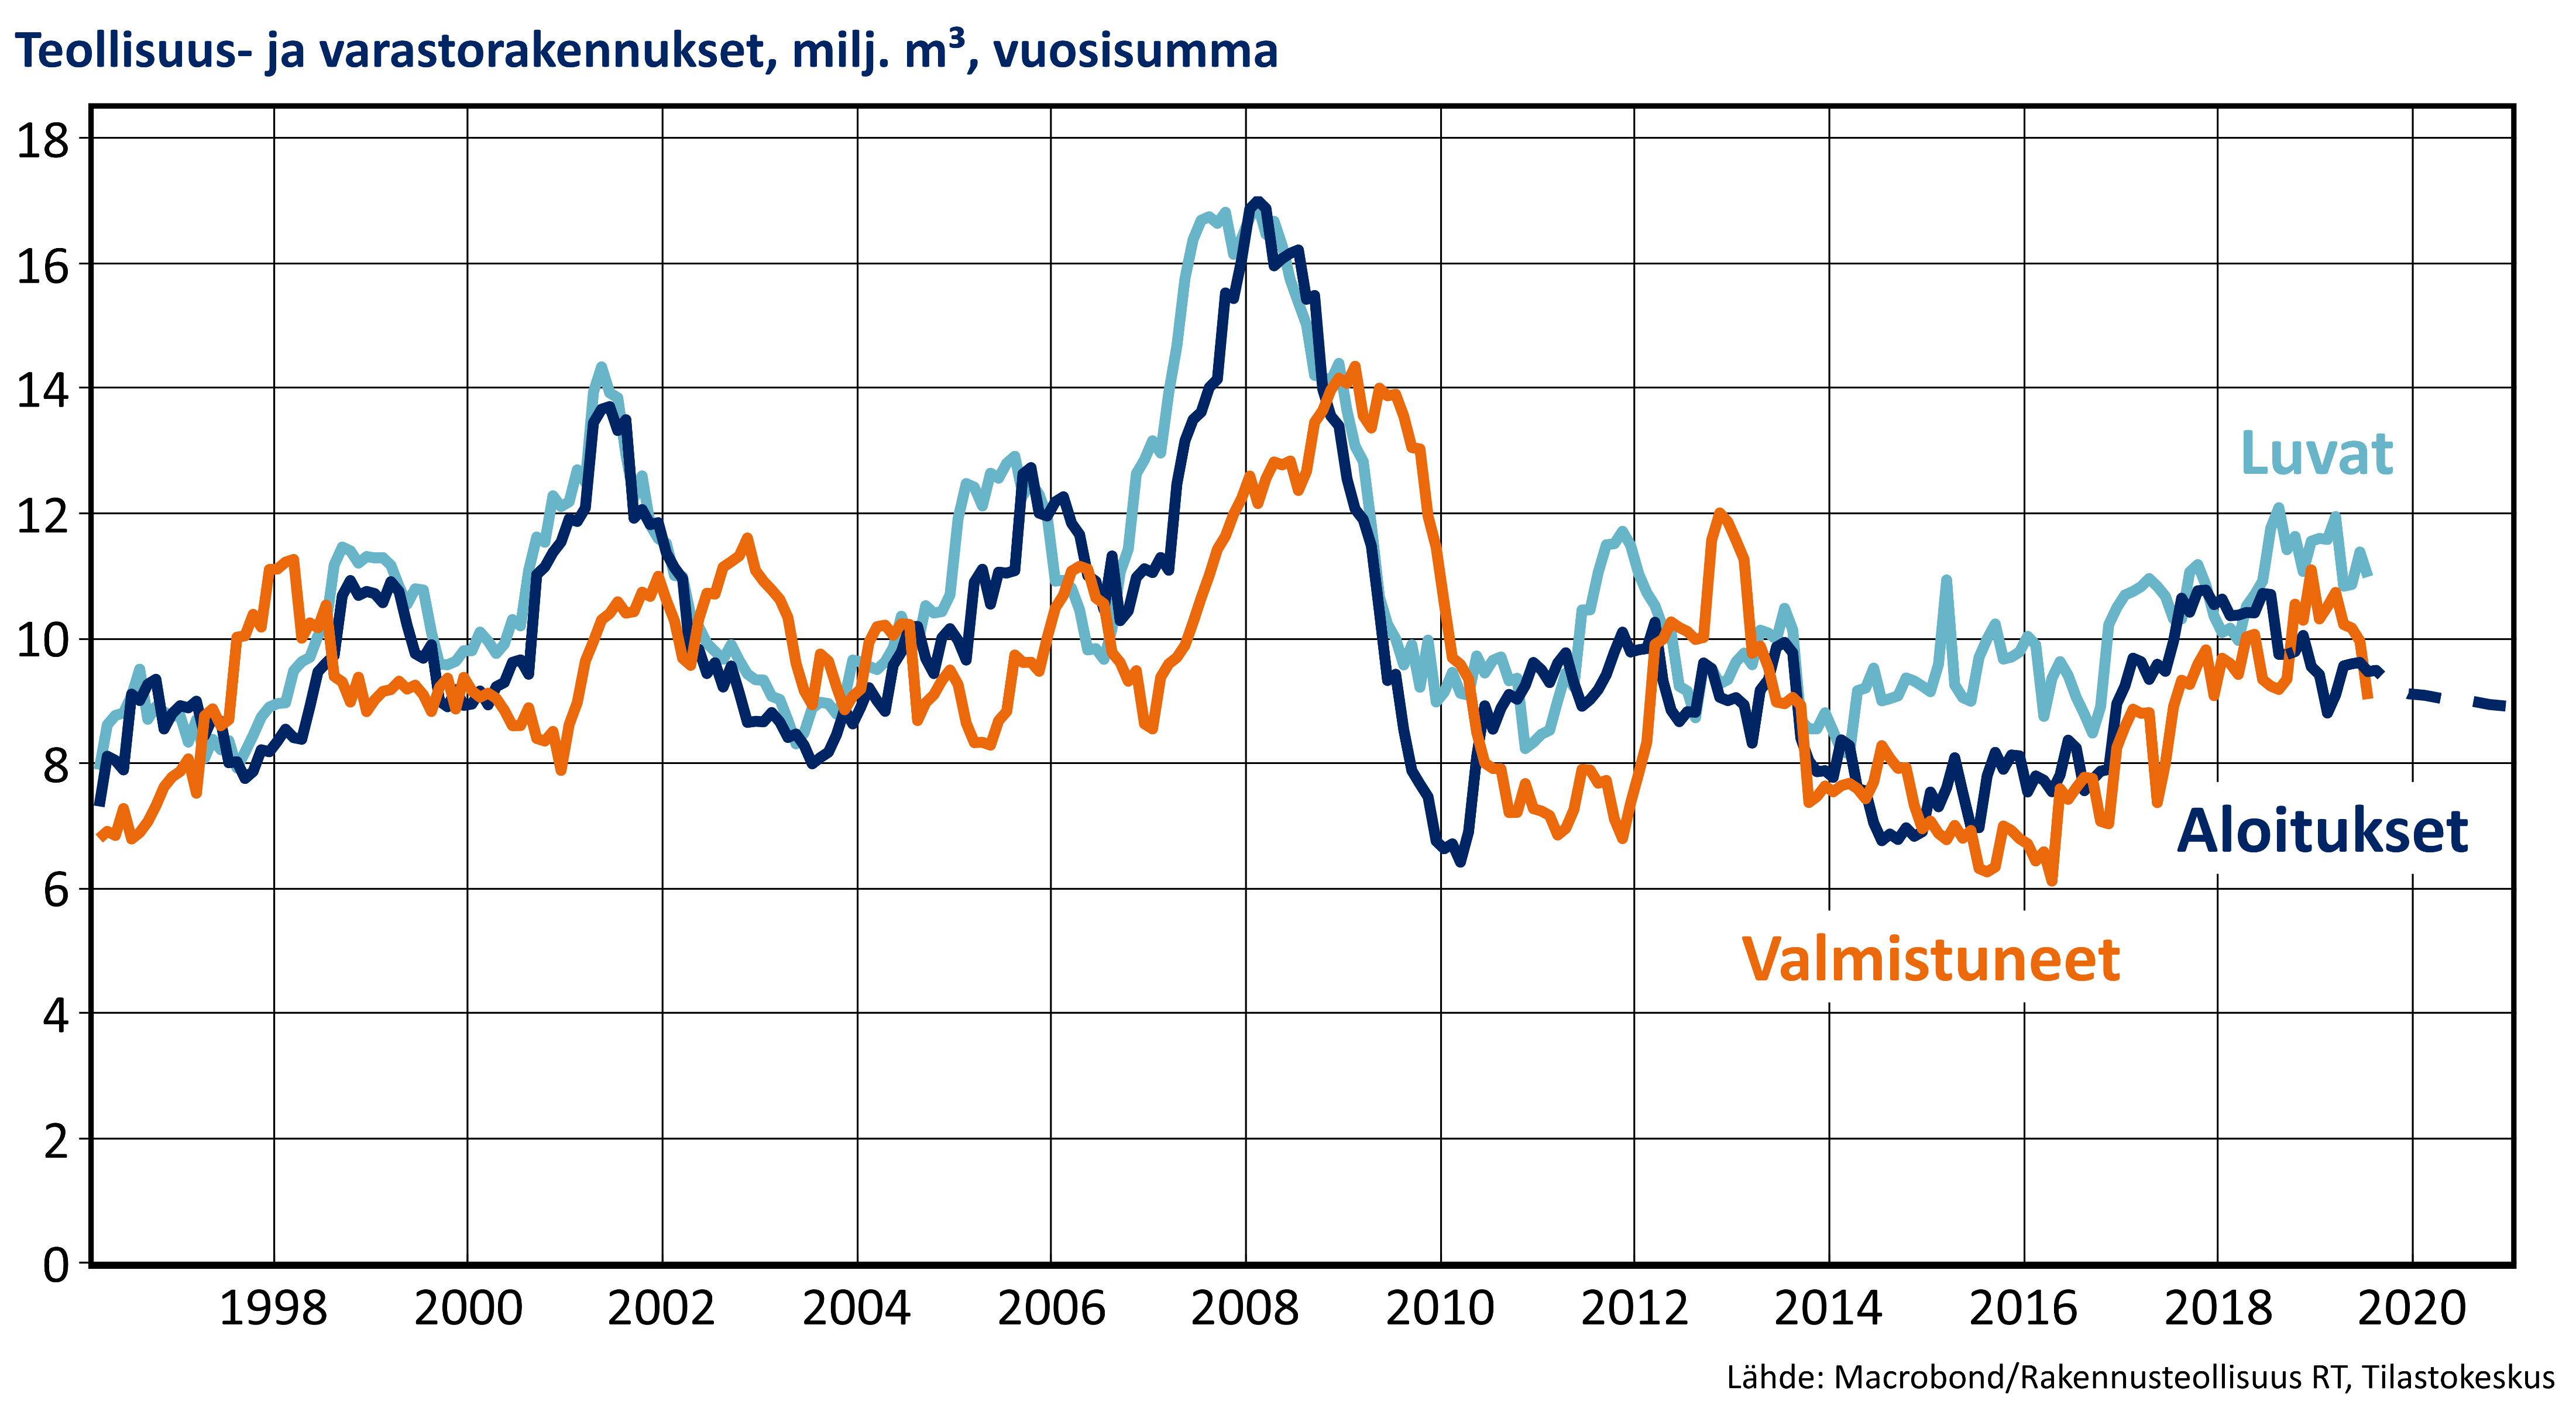 Teollisuus- ja varastorakennukset, milj. m³, vuosisumma
18
16
14
12
10
8
6
4
2
0
Luvat
Aloitukset
Valmistuneet
1998 2000 2002 2004 2006 2008 2010 2012 2014 2016 2018 2020
Lähde: Macrobond/Rakennusteollisuus RT, Tilastokeskus